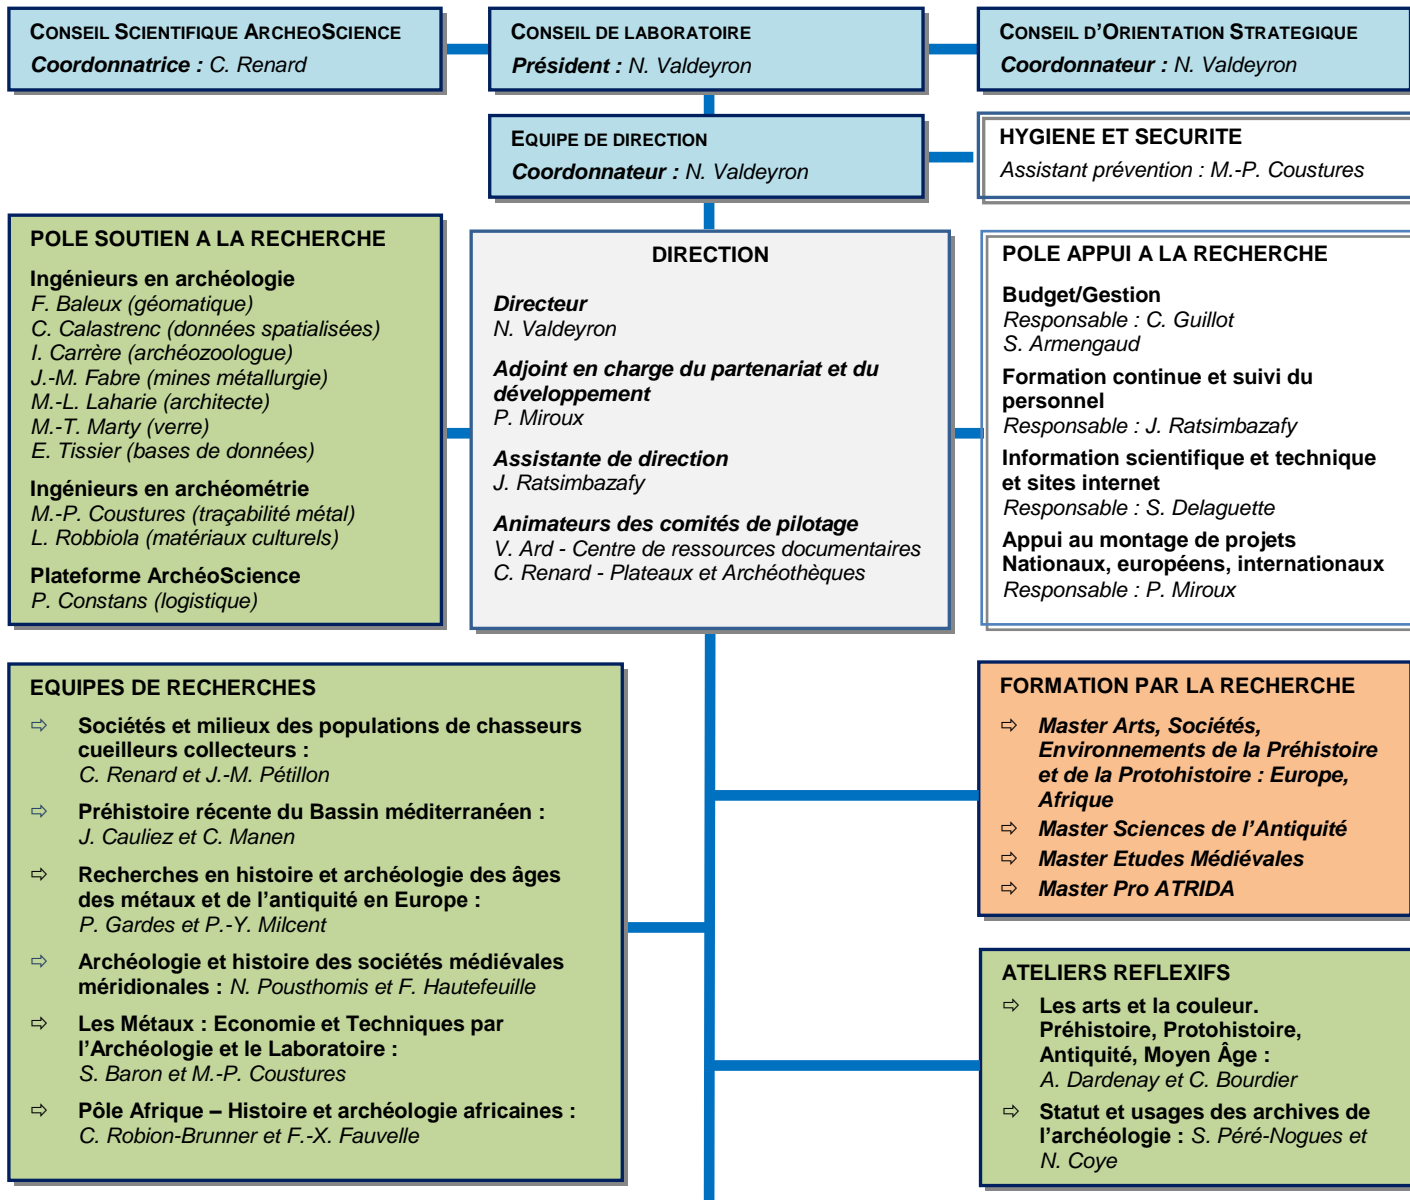 CONSEIL SCIENTIFIQUE ARCHEOSCIENCE
Coordonnatrice : C. Renard
CONSEIL DE LABORATOIRE
Président : N. Valdeyron
CONSEIL D’ORIENTATION STRATEGIQUE
Coordonnateur : N. Valdeyron
EQUIPE DE DIRECTION
Coordonnateur : N. Valdeyron
HYGIENE ET SECURITE
Assistant prévention : M.-P. Coustures
POLE SOUTIEN A LA RECHERCHE
Ingénieurs en archéologie
F. Baleux (géomatique)
C. Calastrenc (données spatialisées)
I. Carrère (archéozoologue)
J.-M. Fabre (mines métallurgie)
M.-L. Laharie (architecte)
M.-T. Marty (verre)
E. Tissier (bases de données)
Ingénieurs en archéométrie
M.-P. Coustures (traçabilité métal)
L. Robbiola (matériaux culturels)
Plateforme ArchéoScience
P. Constans (logistique)
DIRECTION
Directeur
N. Valdeyron
Adjoint en charge du partenariat et du
développement
P. Miroux
Assistante de direction
J. Ratsimbazafy
Animateurs des comités de pilotage
V. Ard - Centre de ressources documentaires
C. Renard - Plateaux et Archéothèques
POLE APPUI A LA RECHERCHE
Budget/Gestion
Responsable : C. Guillot
S. Armengaud
Formation continue et suivi du
personnel
Responsable : J. Ratsimbazafy
Information scientifique et technique
et sites internet
Responsable : S. Delaguette
Appui au montage de projets
Nationaux, européens, internationaux
Responsable : P. Miroux
EQUIPES DE RECHERCHES
⇨ Sociétés et milieux des populations de chasseurs
cueilleurs collecteurs :
C. Renard et J.-M. Pétillon
⇨ Préhistoire récente du Bassin méditerranéen :
J. Cauliez et C. Manen
⇨ Recherches en histoire et archéologie des âges
des métaux et de l’antiquité en Europe :
P. Gardes et P.-Y. Milcent
⇨ Archéologie et histoire des sociétés médiévales
méridionales : N. Pousthomis et F. Hautefeuille
⇨ Les Métaux : Economie et Techniques par
l’Archéologie et le Laboratoire :
S. Baron et M.-P. Coustures
⇨ Pôle Afrique – Histoire et archéologie africaines :
C. Robion-Brunner et F.-X. Fauvelle
FORMATION PAR LA RECHERCHE
⇨ Master Arts, Sociétés,
Environnements de la Préhistoire
et de la Protohistoire : Europe,
Afrique
⇨ Master Sciences de l’Antiquité
⇨ Master Etudes Médiévales
⇨ Master Pro ATRIDA
ATELIERS REFLEXIFS
⇨ Les arts et la couleur.
Préhistoire, Protohistoire,
Antiquité, Moyen Âge :
A. Dardenay et C. Bourdier
⇨ Statut et usages des archives de
l’archéologie : S. Péré-Nogues et
N. Coye